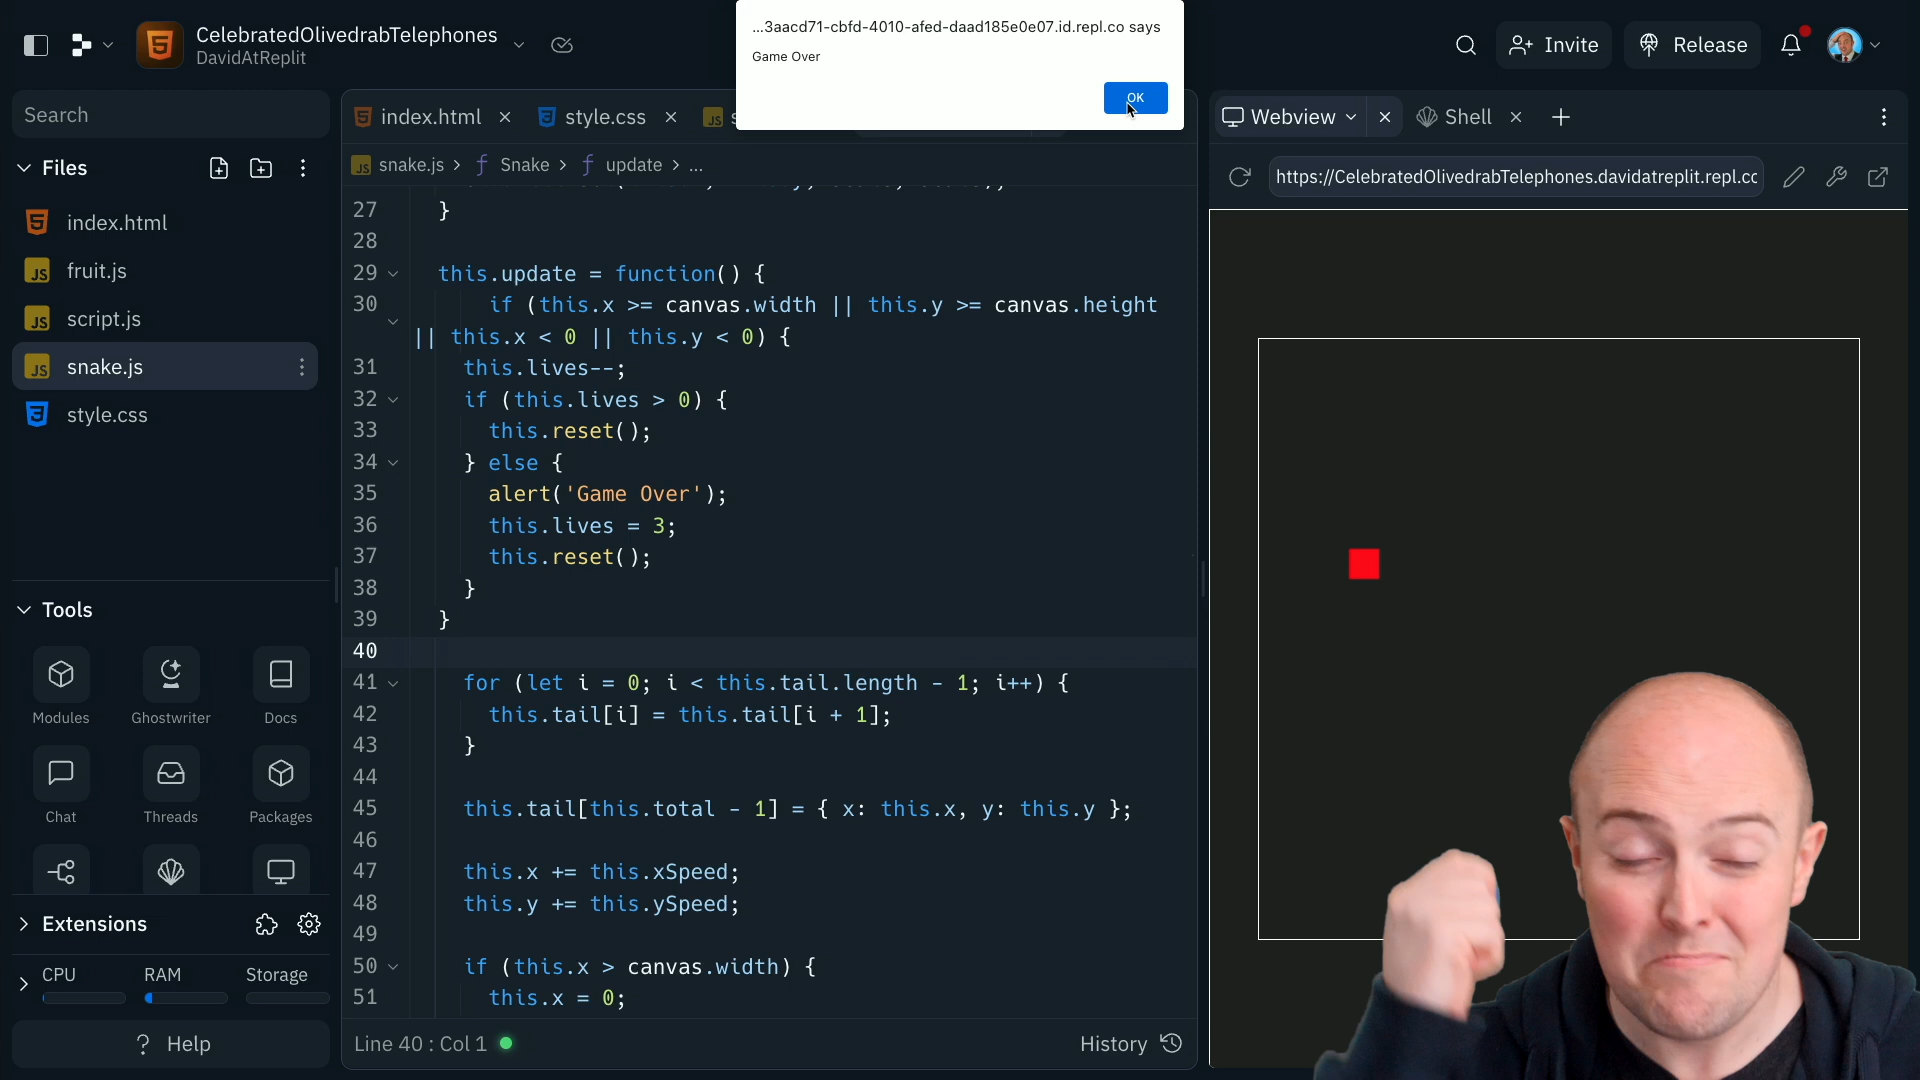 CelebratedOlivedrabTelephones
DavidAtReplit
...3aacd71-cbfd-4010-afed-daad185e0e07.id.repl.co says
Game Over
OK
Invite
Release
Search
Files
index.html
fruit.js
script.js
snake.js
style.css
Tools
Modules
Ghostwriter
Docs
Chat
Threads
Packages
Extensions
CPU
RAM
Storage
? Help
index.html
style.css
snake.js > Snake > update > ...
27 }
28
29 this.update = function() {
30 if (this.x >= canvas.width || this.y >= canvas.height
|| this.x < 0 || this.y < 0) {
31 this.lives--;
32 if (this.lives > 0) {
33 this.reset();
34 } else {
35 alert('Game Over');
36 this.lives = 3;
37 this.reset();
38 }
39 }
40
41 for (let i = 0; i < this.tail.length - 1; i++) {
42 this.tail[i] = this.tail[i + 1];
43 }
44
45 this.tail[this.total - 1] = { x: this.x, y: this.y };
46
47 this.x += this.xSpeed;
48 this.y += this.ySpeed;
49
50 if (this.x > canvas.width) {
51 this.x = 0;
Line 40 : Col 1
History
Webview
Shell
https://CelebratedOlivedrabTelephones.davidatreplit.repl.cc